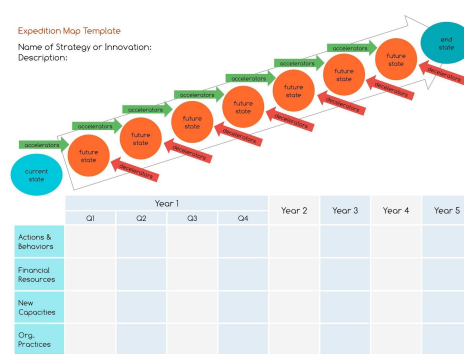 Expedition Map Template
Name of Strategy or Innovation:
Description:
end
state
accelerators
future
state
decelerators
accelerators
future
state
decelerators
accelerators
future
state
decelerators
accelerators
future
state
decelerators
accelerators
future
state
decelerators
accelerators
future
state
decelerators
accelerators
future
state
decelerators
accelerators
current
state
Year 1
Year 2
Year 3
Year 4
Year 5
Q1
Q2
Q3
Q4
Actions &
Behaviors
Financial
Resources
New
Capacities
Org.
Practices